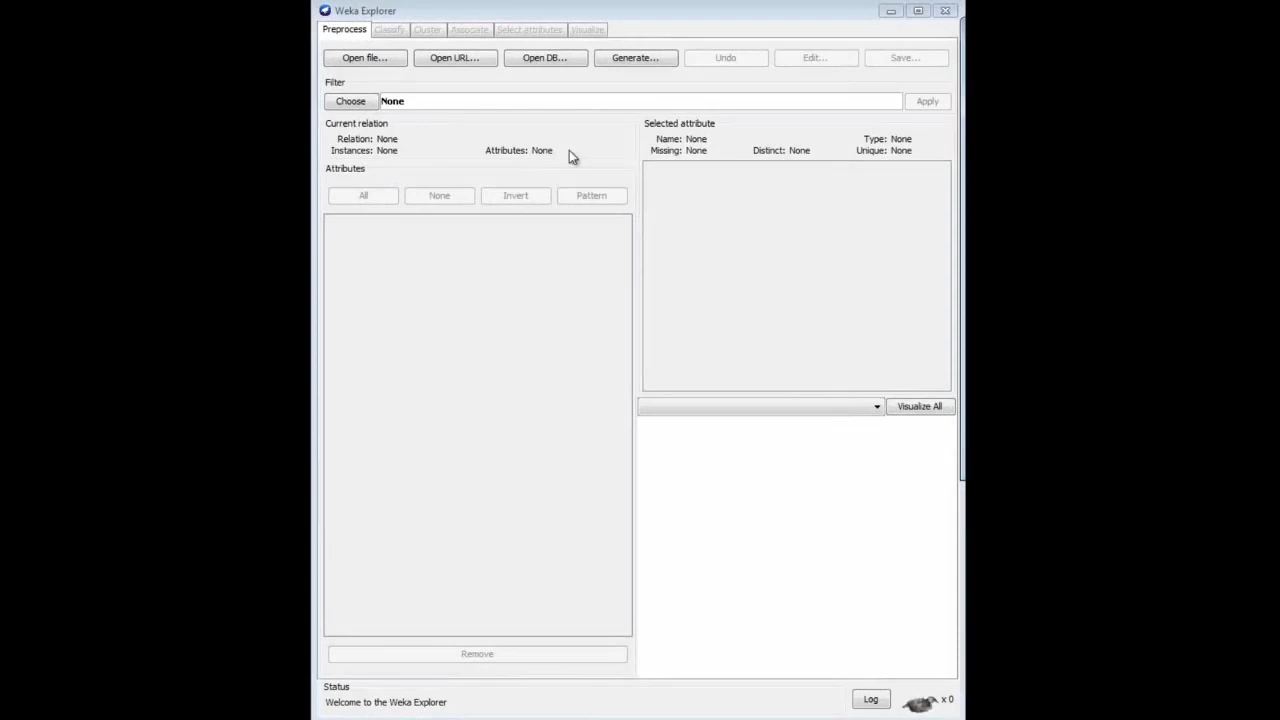 Weka Explorer
Preprocess Classify Cluster Associate Select attributes Visualize
Open file... Open URL... Open DB... Generate... Undo Edit... Save...
Filter
Choose None Apply
Current relation
Relation: None
Instances: None Attributes: None
Attributes
All None Invert Pattern
Remove
Selected attribute
Name: None Type: None
Missing: None Distinct: None Unique: None
Visualize All
Status
Welcome to the Weka Explorer
Log x 0